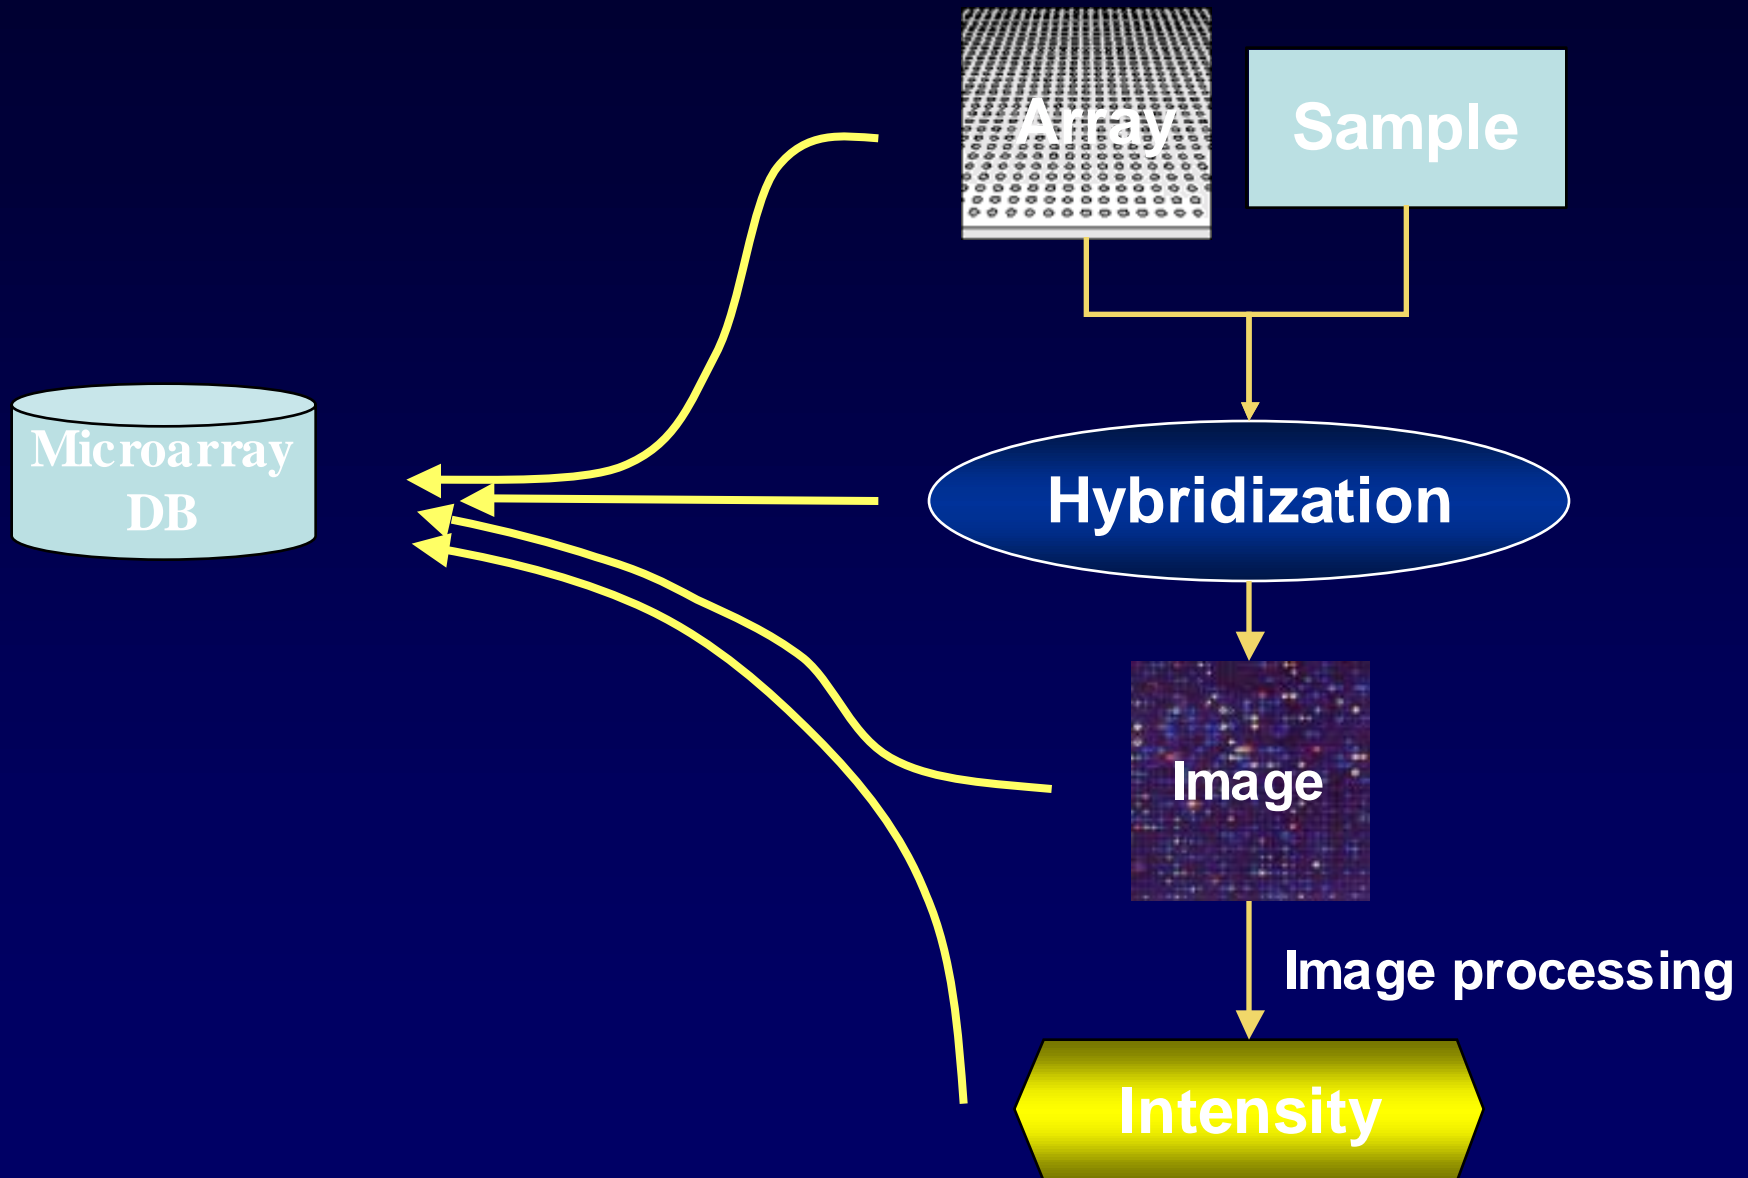 Array
Sample
Microarray
DB
Hybridization
Image
Image processing
Intensity